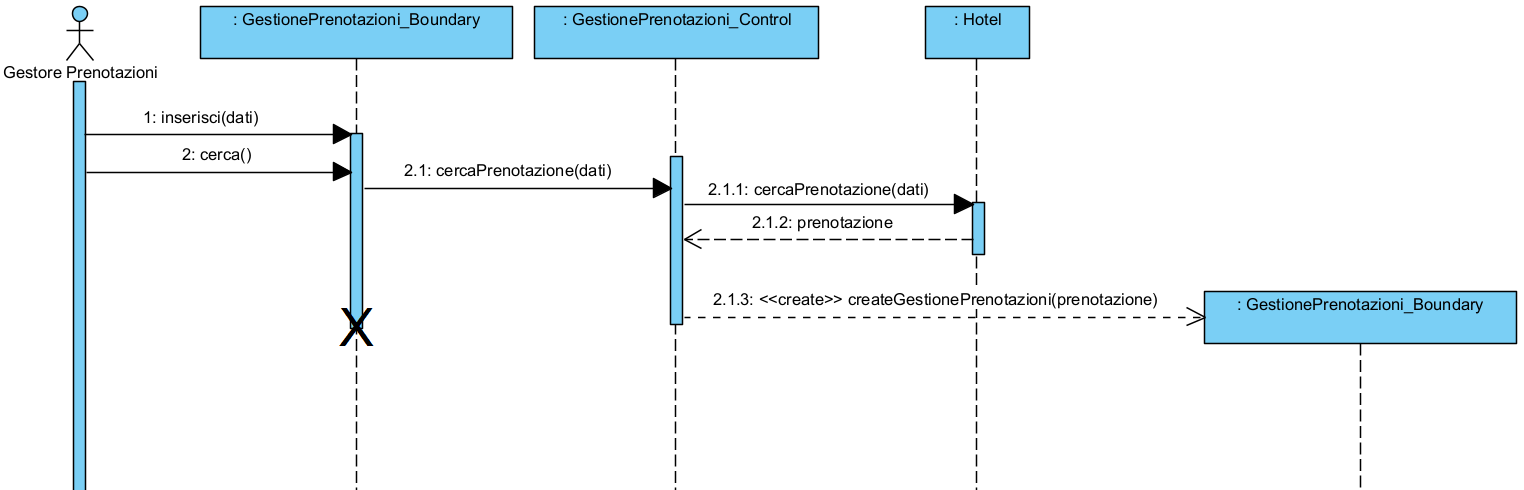 : GestionePrenotazioni_Boundary
: GestionePrenotazioni_Control
: Hotel
Gestore Prenotazioni
1: inserisci(dati)
2: cerca()
2.1: cercaPrenotazione(dati)
2.1.1: cercaPrenotazione(dati)
2.1.2: prenotazione
2.1.3: <<create>> createGestionePrenotazioni(prenotazione)
: GestionePrenotazioni_Boundary